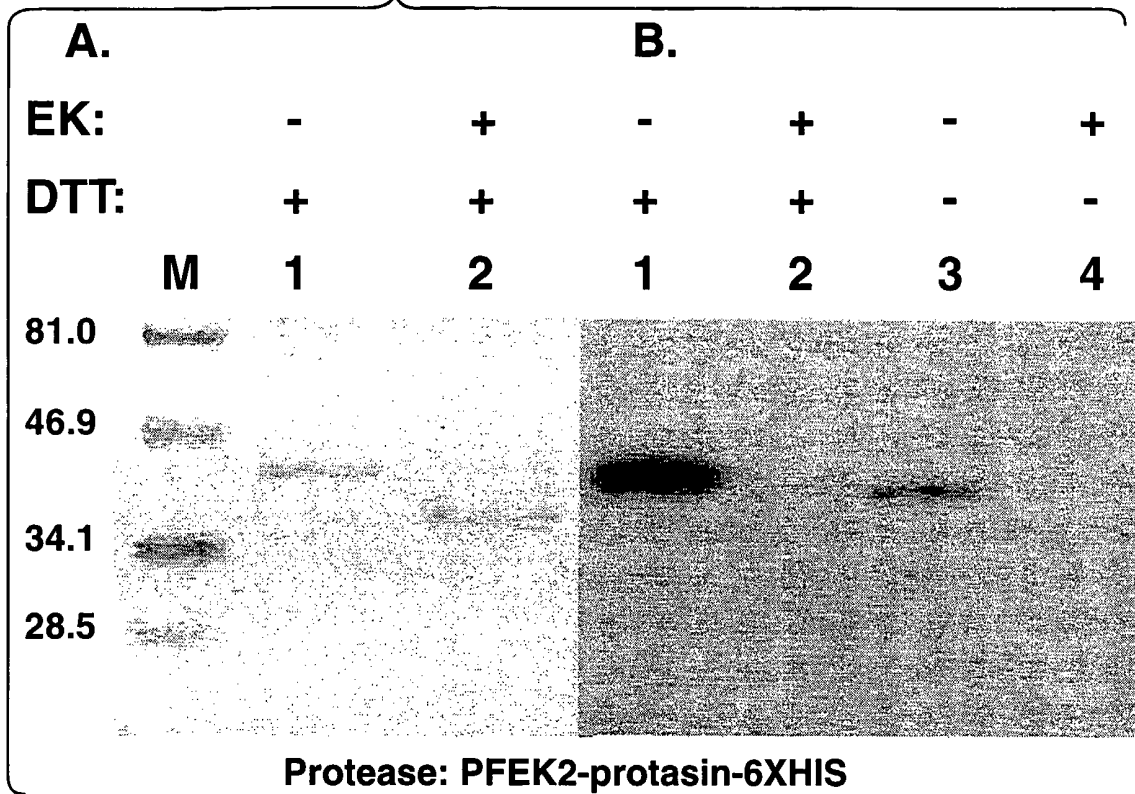 A. B.
EK: - + - + - +
DTT: + + + + - -
M 1 2 1 2 3 4
81.0
46.9
34.1
28.5
Protease: PFEK2-protasin-6XHIS